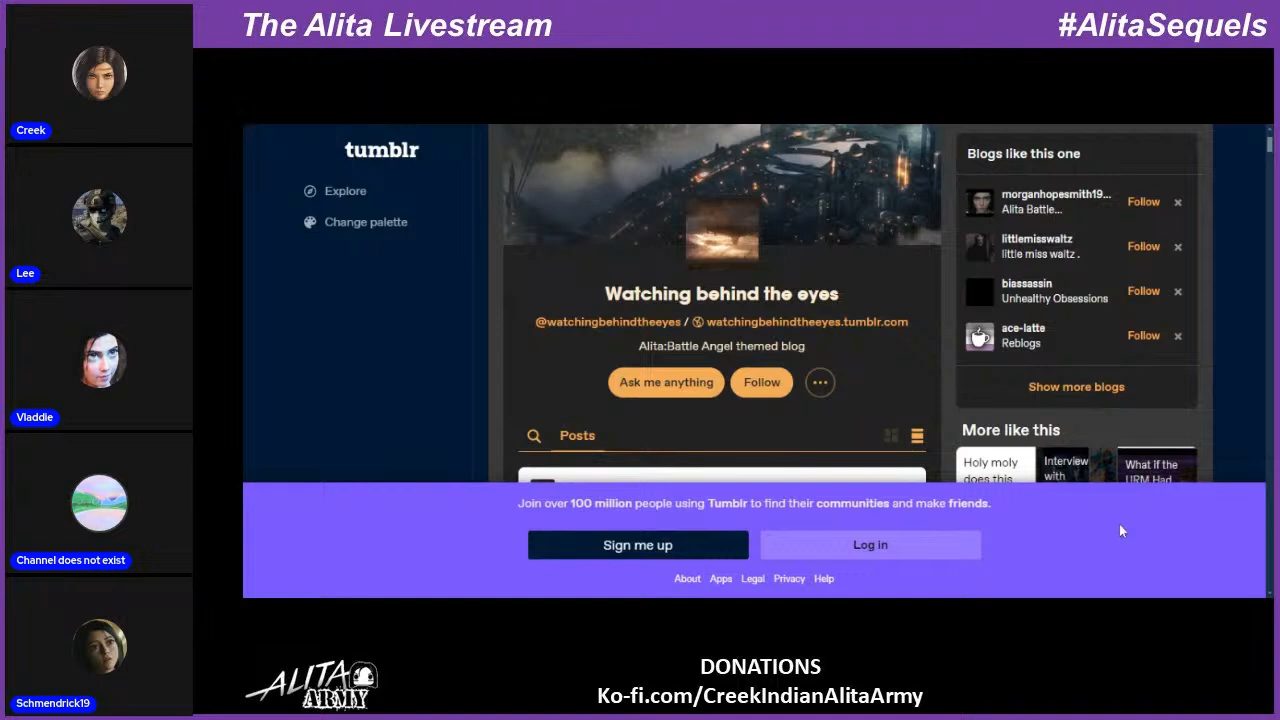 The Alita Livestream
#AlitaSequels
Creek
Lee
Vladdie
Channel does not exist
Schmendrick19
tumblr
Explore
Change palette
Watching behind the eyes
@watchingbehindtheeyes / watchingbehindtheeyes.tumblr.com
Alita:Battle Angel themed blog
Ask me anything
Follow
Posts
Blogs like this one
morganhopesmith19...
Alita Battle...
Follow
littlemisswaltz
little miss waltz .
Follow
biassassin
Unhealthy Obsessions
Follow
ace-latte
Reblogs
Follow
Show more blogs
More like this
Holy moly
does this
Interview
with
What if the
URM Had
Join over 100 million people using Tumblr to find their communities and make friends.
Sign me up
Log in
About Apps Legal Privacy Help
ALITA
ARMY
DONATIONS
Ko-fi.com/CreekIndianAlitaArmy